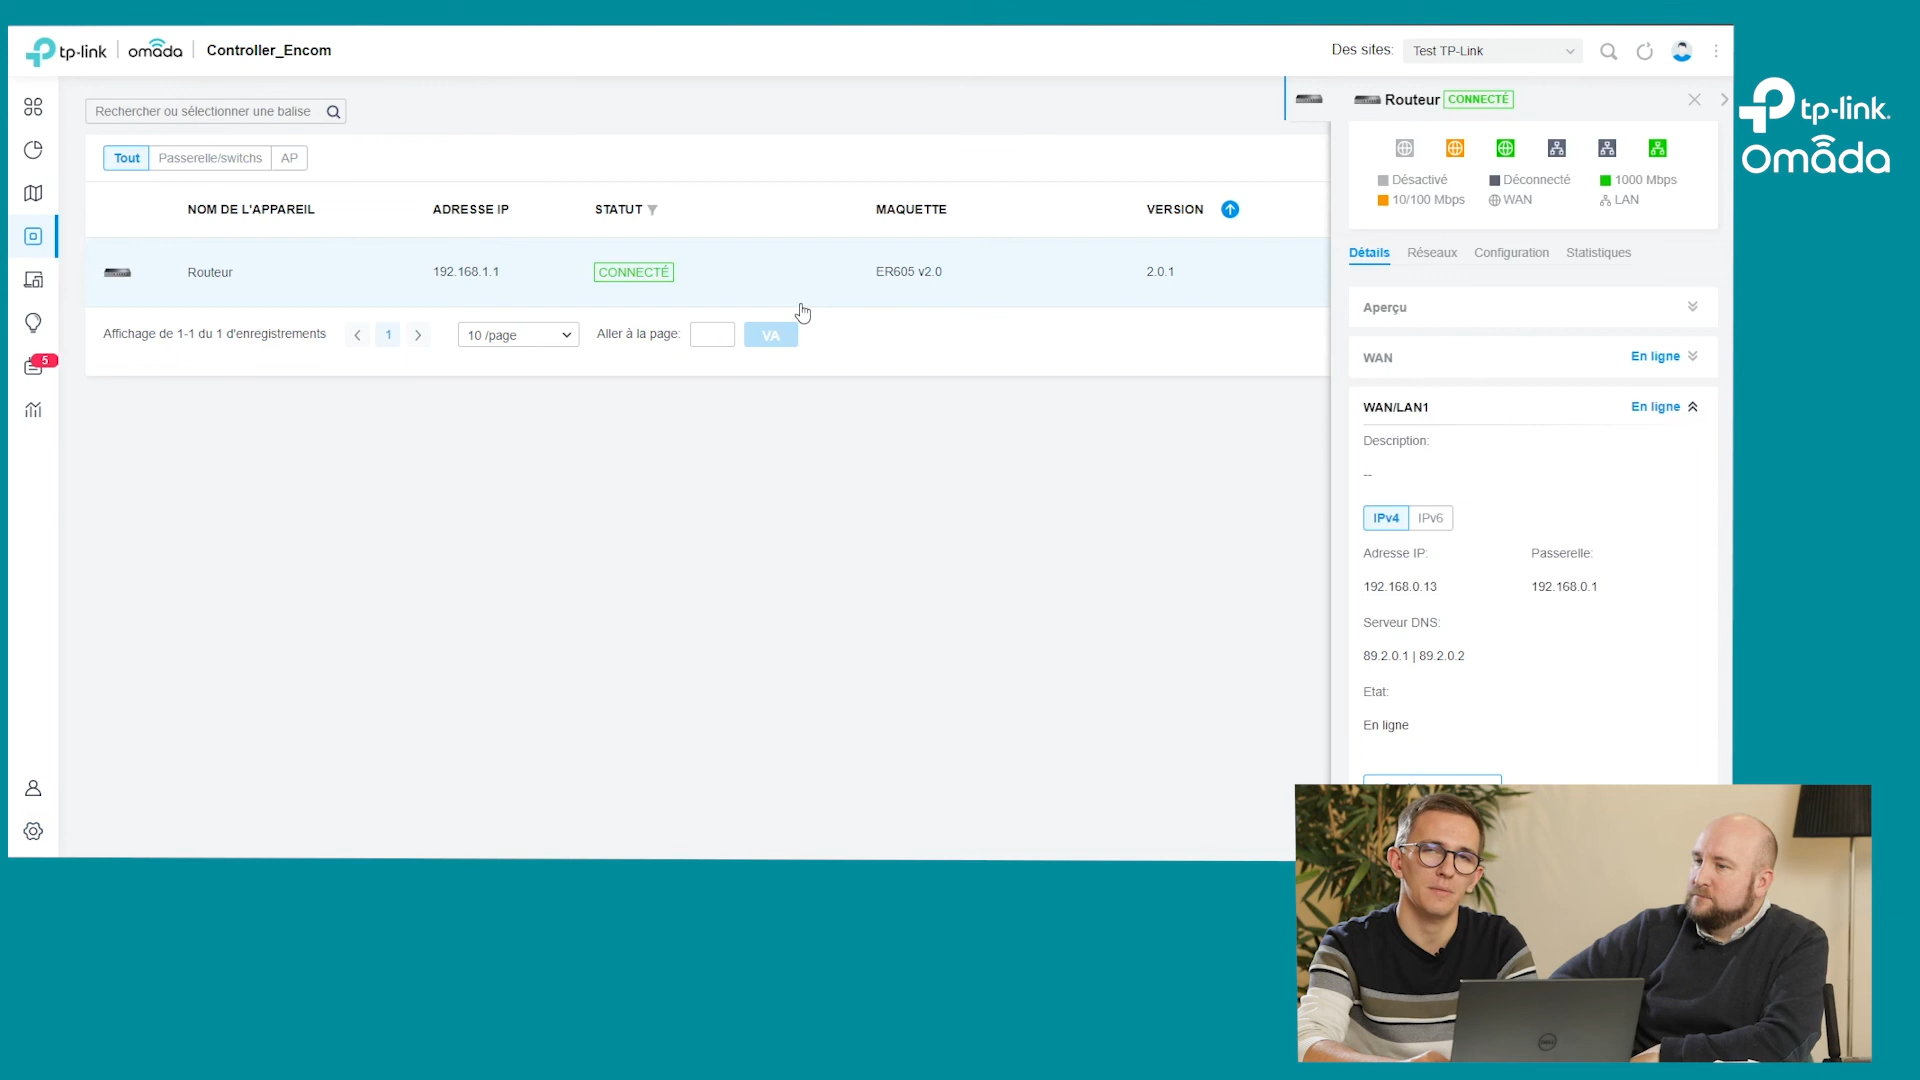 tp-link | omada Controller_Encom
Des sites: Test TP-Link
tp-link
omada
Rechercher ou sélectionner une balise
Tout Passerelle/switchs AP
NOM DE L'APPAREIL ADRESSE IP STATUT MAQUETTE VERSION
Routeur 192.168.1.1 CONNECTÉ ER605 v2.0 2.0.1
Affichage de 1-1 du 1 d'enregistrements 1 10 /page Aller à la page: VA
5
Routeur CONNECTÉ
Désactivé Déconnecté 1000 Mbps
10/100 Mbps WAN LAN
Détails Réseaux Configuration Statistiques
Aperçu
WAN En ligne
WAN/LAN1 En ligne
Description:
--
IPv4 IPv6
Adresse IP: Passerelle:
192.168.0.13 192.168.0.1
Serveur DNS:
89.2.0.1 | 89.2.0.2
Etat:
En ligne
DELL